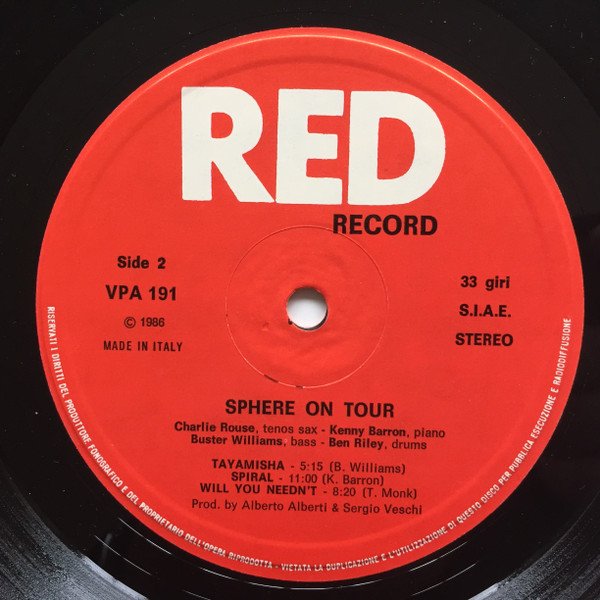 RED
RECORD
Side 2
VPA 191
© 1986
MADE IN ITALY
33 giri
S.I.A.E.
STEREO
SPHERE ON TOUR
Charlie Rouse, tenos sax - Kenny Barron, piano
Buster Williams, bass - Ben Riley, drums
TAYAMISHA - 5:15 (B. Williams)
SPIRAL - 11:00 (K. Barron)
WILL YOU NEEDN'T - 8:20 (T. Monk)
Prod. by Alberto Alberti & Sergio Veschi
RISERVATI I DIRITTI DEL PRODUTTORE FONOGRAFICO E DEL PROPRIETARIO DELL'OPERA RIPRODOTTA - VIETATA LA DUPLICAZIONE E L'UTILIZZAZIONE DI QUESTO DISCO PER PUBBLICA ESECUZIONE E RADIODIFFUSIONE